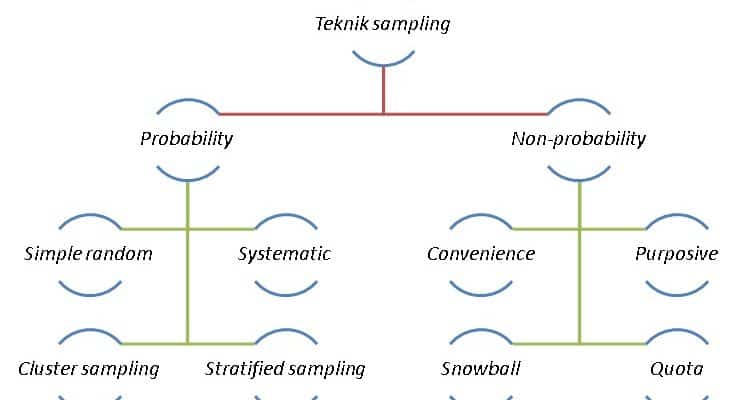 Teknik sampling
Probability
Non-probability
Simple random
Systematic
Convenience
Purposive
Cluster sampling
Stratified sampling
Snowball
Quota